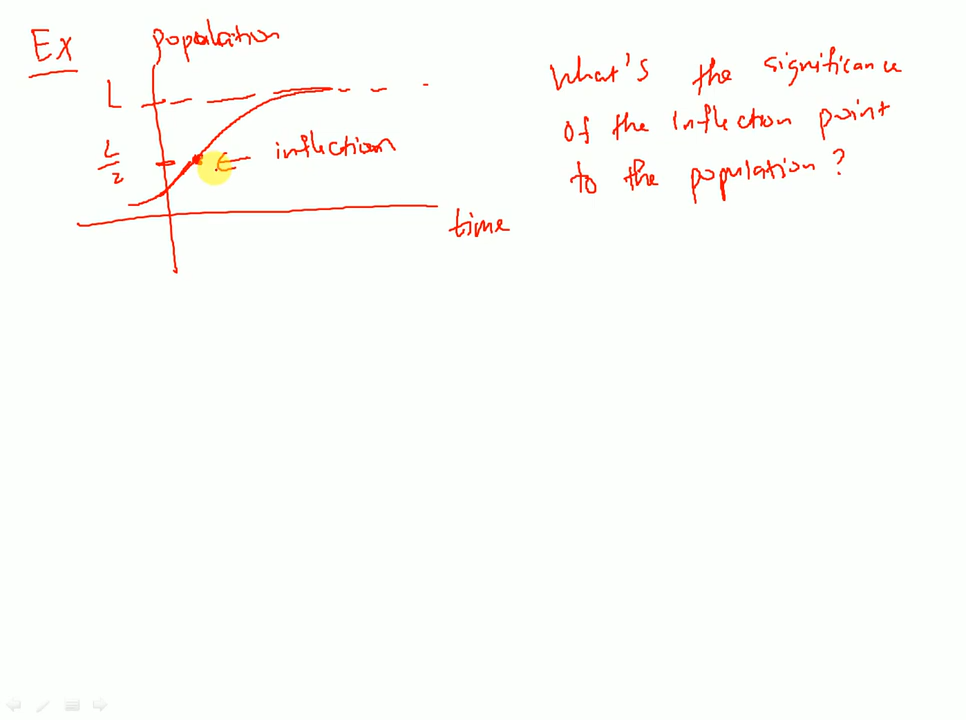 Ex
population
L
L/2
inflection
time
What's the significance
of the inflection point
to the population?